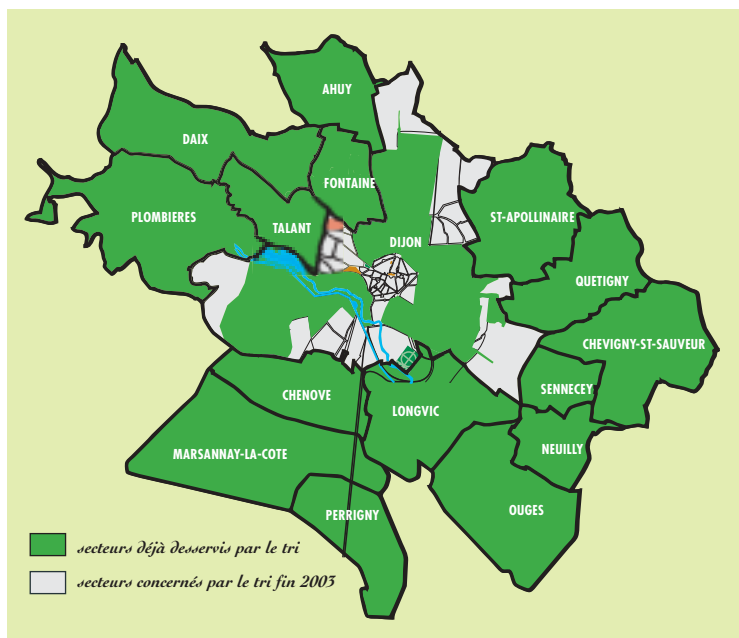 AHUY
DAIX
FONTAINE
PLOMBIERES
TALANT
DIJON
ST-APOLLINAIRE
QUETIGNY
CHEVIGNY-ST-SAUVEUR
SENNECEY
CHENOVE
LONGVIC
NEUILLY
MARSANNAY-LA-COTE
PERRIGNY
OUGES
secteurs déjà desservis par le tri
secteurs concernés par le tri fin 2003